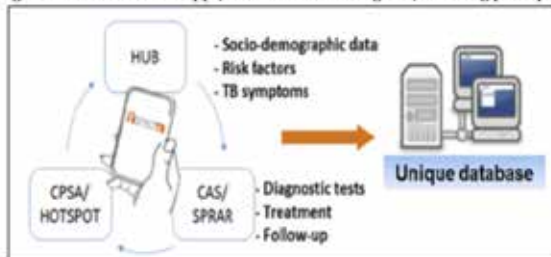 HUB
- Socio-demographic data
- Risk factors
- TB symptoms
CPSA/
HOTSPOT
CAS/
SPRAR
- Diagnostic tests
- Treatment
- Follow-up
Unique database